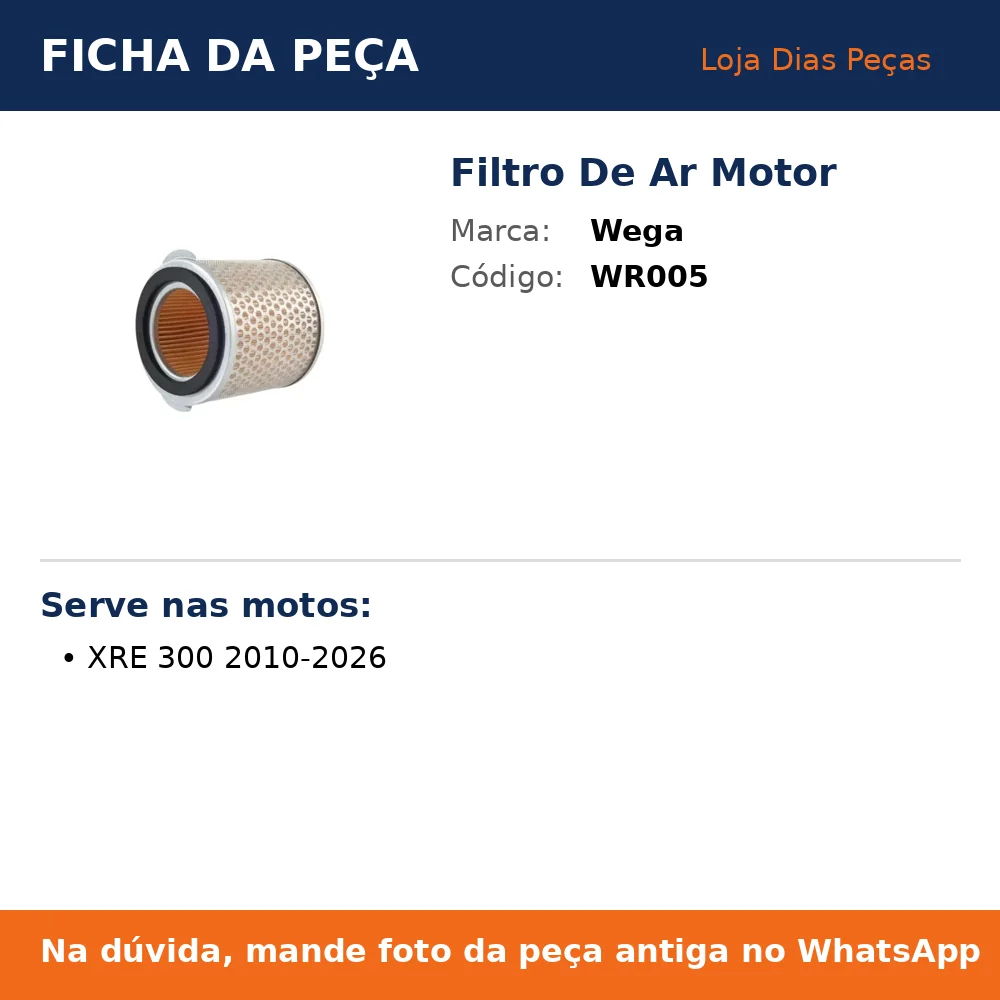 FICHA DA PEÇA
Loja Dias Peças
Filtro De Ar Motor
Marca: Wega
Código: WR005
Serve nas motos:
• XRE 300 2010-2026
Na dúvida, mande foto da peça antiga no WhatsApp